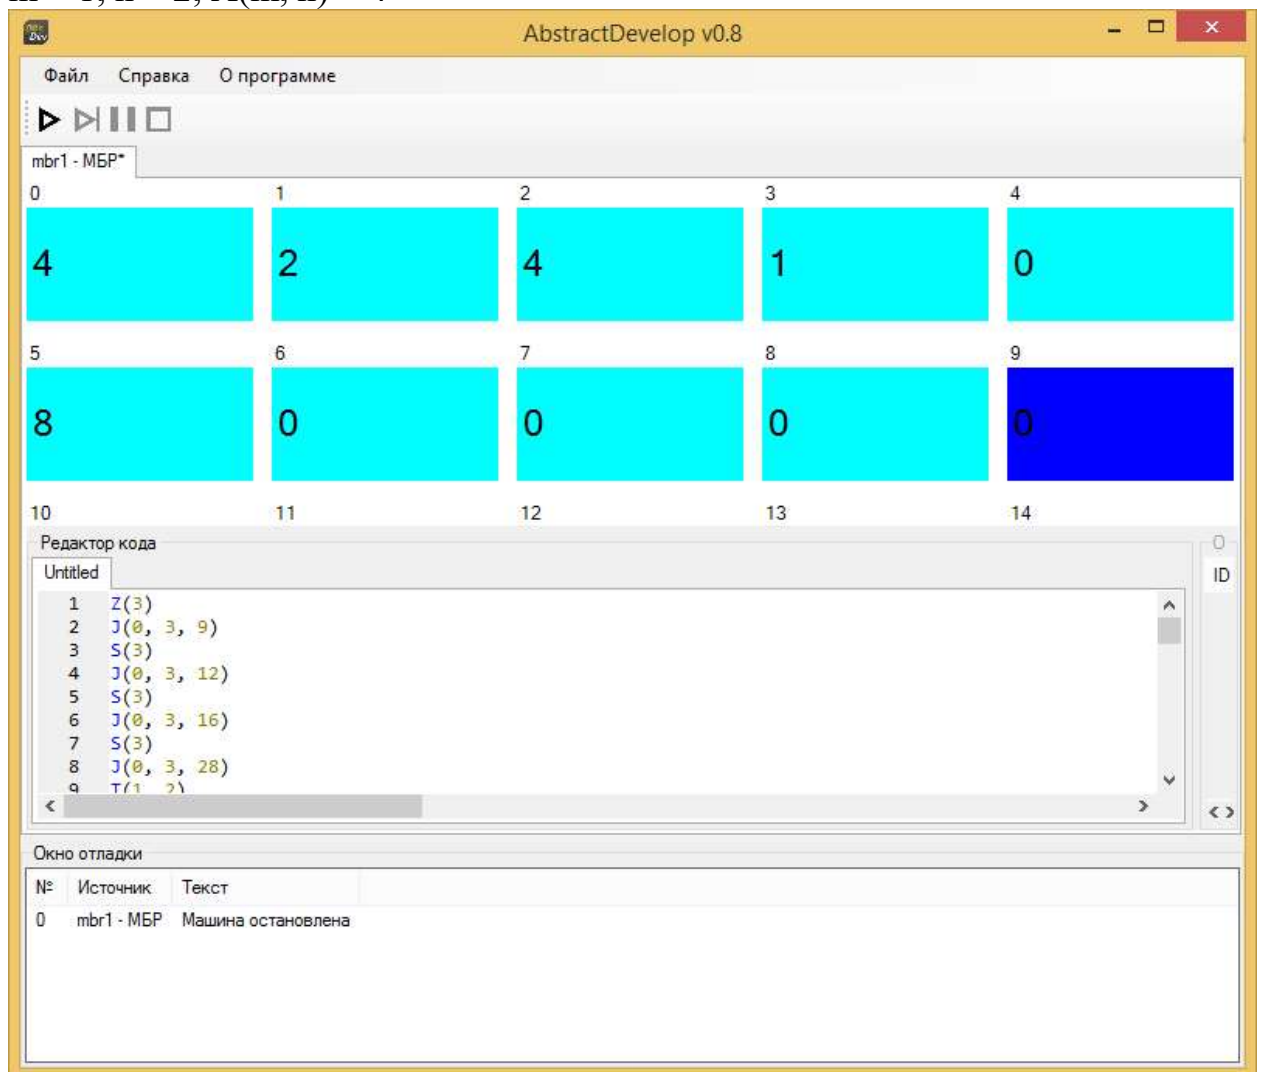 AbstractDevelop v0.8
Файл Справка О программе
mbr1 - МБР*
0 1 2 3 4
4 2 4 1 0
5 6 7 8 9
8 0 0 0 0
10 11 12 13 14
Редактор кода
Untitled
ID
1 Z(3)
2 J(0, 3, 9)
3 S(3)
4 J(0, 3, 12)
5 S(3)
6 J(0, 3, 16)
7 S(3)
8 J(0, 3, 28)
9 T(1, 2)
Окно отладки
№ Источник Текст
0 mbr1 - МБР Машина остановлена